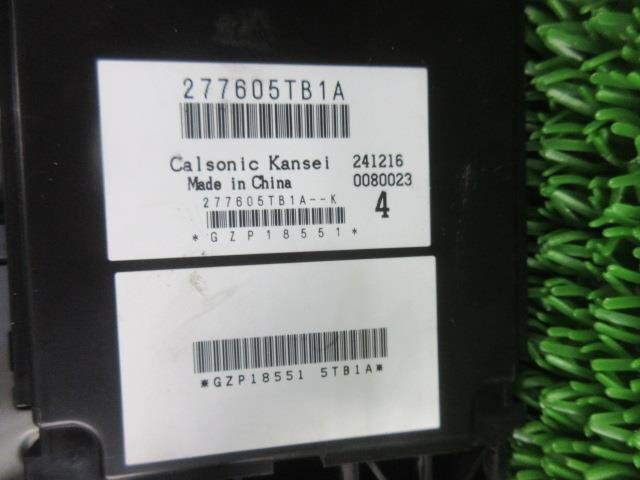 277605TB1A
Calsonic Kansei 241216
Made in China 0080023
277605TB1A--K 4
*GZP18551*
*GZP18551 5TB1A*